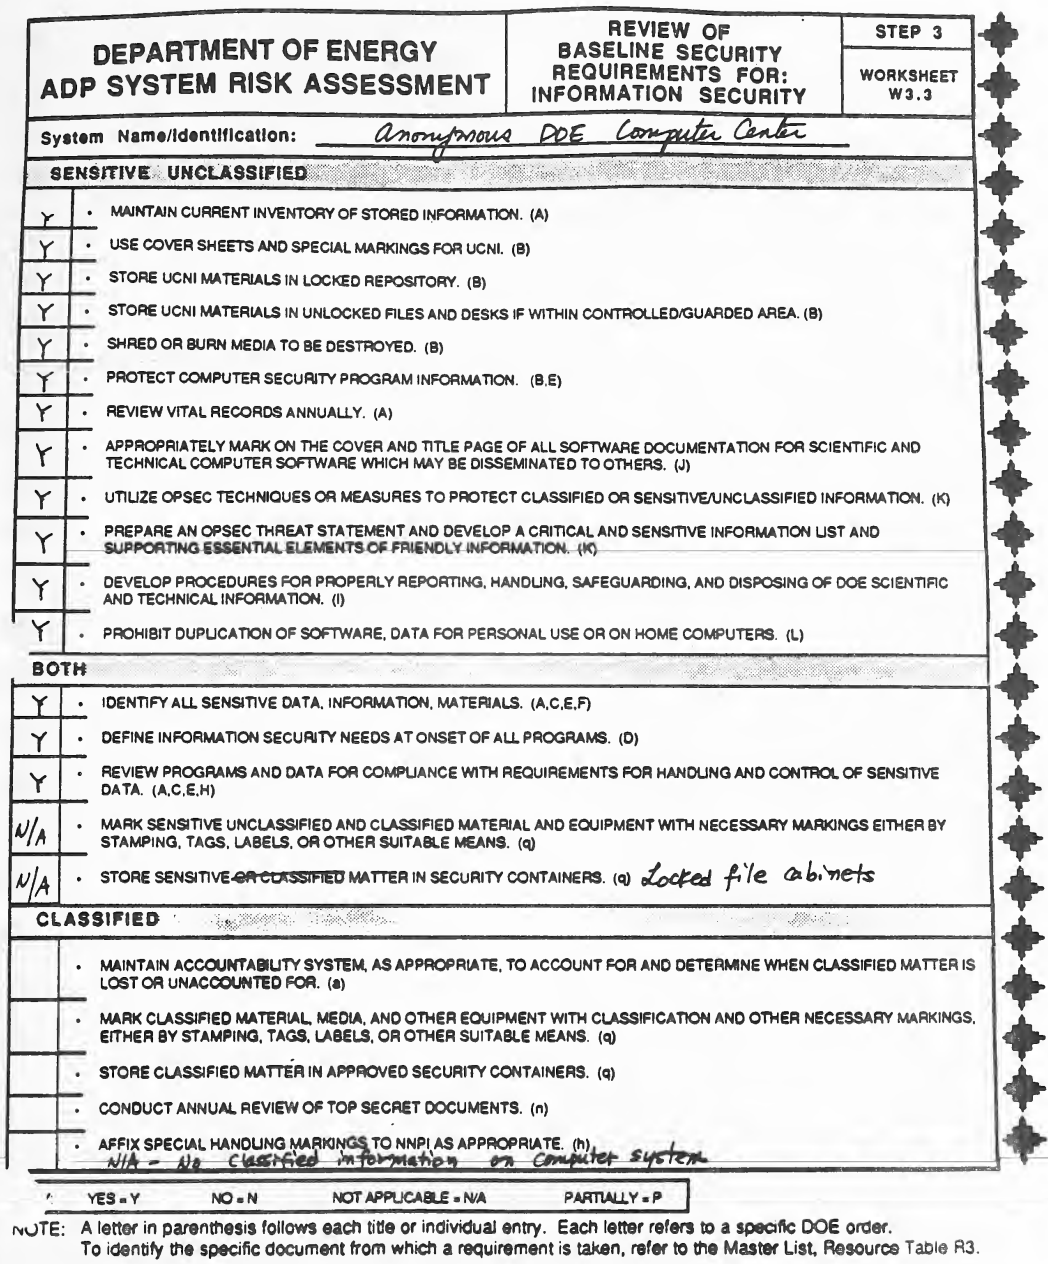 DEPARTMENT OF ENERGY
ADP SYSTEM RISK ASSESSMENT
REVIEW OF
BASELINE SECURITY
REQUIREMENTS FOR:
INFORMATION SECURITY
STEP 3
WORKSHEET
W3.3
System Name/Identification: Anonymous DOE Computer Center
SENSITIVE UNCLASSIFIED
Y • MAINTAIN CURRENT INVENTORY OF STORED INFORMATION. (A)
Y • USE COVER SHEETS AND SPECIAL MARKINGS FOR UCNI. (B)
Y • STORE UCNI MATERIALS IN LOCKED REPOSITORY. (B)
Y • STORE UCNI MATERIALS IN UNLOCKED FILES AND DESKS IF WITHIN CONTROLLED/GUARDED AREA. (B)
Y • SHRED OR BURN MEDIA TO BE DESTROYED. (B)
Y • PROTECT COMPUTER SECURITY PROGRAM INFORMATION. (B,E)
Y • REVIEW VITAL RECORDS ANNUALLY. (A)
Y • APPROPRIATELY MARK ON THE COVER AND TITLE PAGE OF ALL SOFTWARE DOCUMENTATION FOR SCIENTIFIC AND
TECHNICAL COMPUTER SOFTWARE WHICH MAY BE DISSEMINATED TO OTHERS. (J)
Y • UTILIZE OPSEC TECHNIQUES OR MEASURES TO PROTECT CLASSIFIED OR SENSITIVE/UNCLASSIFIED INFORMATION. (K)
Y • PREPARE AN OPSEC THREAT STATEMENT AND DEVELOP A CRITICAL AND SENSITIVE INFORMATION LIST AND
SUPPORTING ESSENTIAL ELEMENTS OF FRIENDLY INFORMATION. (K)
Y • DEVELOP PROCEDURES FOR PROPERLY REPORTING, HANDLING, SAFEGUARDING, AND DISPOSING OF DOE SCIENTIFIC
AND TECHNICAL INFORMATION. (I)
Y • PROHIBIT DUPLICATION OF SOFTWARE, DATA FOR PERSONAL USE OR ON HOME COMPUTERS. (L)
BOTH
Y • IDENTIFY ALL SENSITIVE DATA, INFORMATION, MATERIALS. (A,C,E,F)
Y • DEFINE INFORMATION SECURITY NEEDS AT ONSET OF ALL PROGRAMS. (D)
Y • REVIEW PROGRAMS AND DATA FOR COMPLIANCE WITH REQUIREMENTS FOR HANDLING AND CONTROL OF SENSITIVE
DATA. (A,C,E,H)
N/A • MARK SENSITIVE UNCLASSIFIED AND CLASSIFIED MATERIAL AND EQUIPMENT WITH NECESSARY MARKINGS EITHER BY
STAMPING, TAGS, LABELS, OR OTHER SUITABLE MEANS. (q)
N/A • STORE SENSITIVE OR CLASSIFIED MATTER IN SECURITY CONTAINERS. (q) Locked file cabinets
CLASSIFIED
• MAINTAIN ACCOUNTABILITY SYSTEM, AS APPROPRIATE, TO ACCOUNT FOR AND DETERMINE WHEN CLASSIFIED MATTER IS
LOST OR UNACCOUNTED FOR. (a)
• MARK CLASSIFIED MATERIAL, MEDIA, AND OTHER EQUIPMENT WITH CLASSIFICATION AND OTHER NECESSARY MARKINGS,
EITHER BY STAMPING, TAGS, LABELS, OR OTHER SUITABLE MEANS. (q)
• STORE CLASSIFIED MATTER IN APPROVED SECURITY CONTAINERS. (q)
• CONDUCT ANNUAL REVIEW OF TOP SECRET DOCUMENTS. (n)
• AFFIX SPECIAL HANDLING MARKINGS TO NNPI AS APPROPRIATE. (h)
N/A - No Classified information on Computer system
YES = Y NO = N NOT APPLICABLE = N/A PARTIALLY = P
NOTE: A letter in parenthesis follows each title or individual entry. Each letter refers to a specific DOE order.
To identify the specific document from which a requirement is taken, refer to the Master List, Resource Table R3.